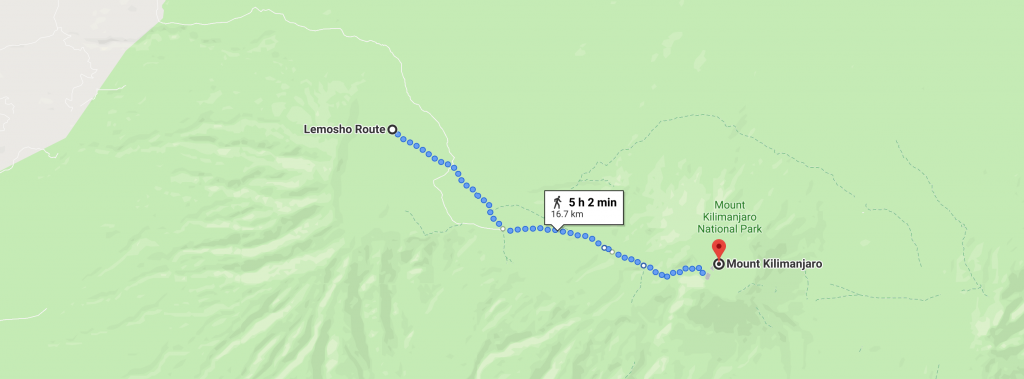 Lemosho Route
5 h 2 min
16.7 km
Mount
Kilimanjaro
National Park
Mount Kilimanjaro